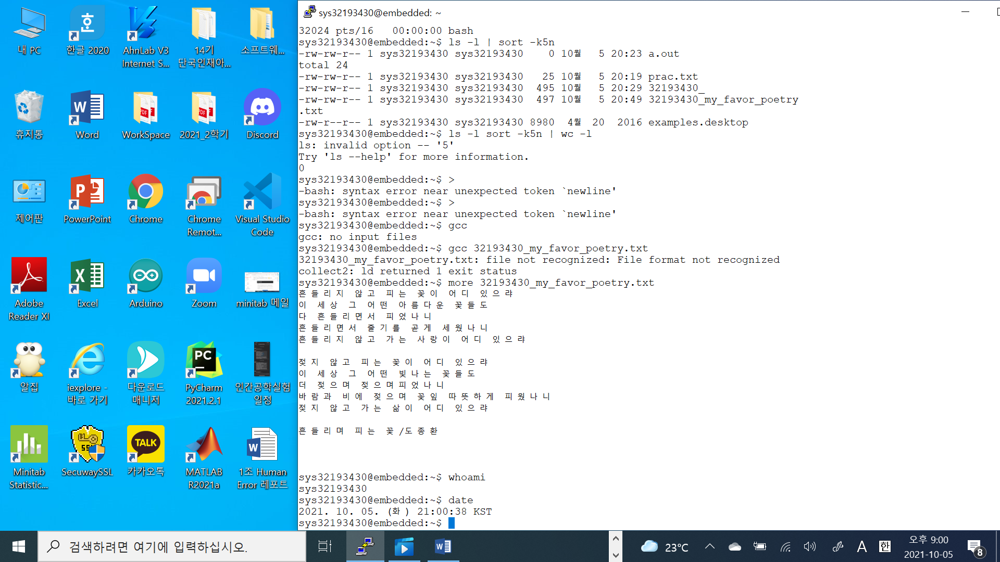 내 PC
한글 2020
AhnLab V3
Internet S...
14기
단국인재아...
소프트웨...
휴지통
Word
WorkSpace
2021_2학기
Discord
제어판
PowerPoint
Chrome
Chrome
Remot...
Visual Studio
Code
Adobe
Reader XI
Excel
Arduino
Zoom
minitab 메일
알집
iexplore -
바로 가기
다운로드
매니저
PyCharm
2021.2.1
인간공학실험
일정
Minitab
Statistic...
SecuwaySSL
카카오톡
MATLAB
R2021a
1조 Human
Error 레포트
sys32193430@embedded: ~
32024 pts/16   00:00:00 bash
sys32193430@embedded:~$ ls -l | sort -k5n
-rw-rw-r-- 1 sys32193430 sys32193430    0 10월   5 20:23 a.out
total 24
-rw-rw-r-- 1 sys32193430 sys32193430   25 10월   5 20:19 prac.txt
-rw-rw-r-- 1 sys32193430 sys32193430  495 10월   5 20:29 32193430_
-rw-rw-r-- 1 sys32193430 sys32193430  497 10월   5 20:49 32193430_my_favor_poetry
.txt
-rw-r--r-- 1 sys32193430 sys32193430 8980  4월  20  2016 examples.desktop
sys32193430@embedded:~$ ls -l sort -k5n | wc -l
ls: invalid option -- '5'
Try 'ls --help' for more information.
0
sys32193430@embedded:~$ >
-bash: syntax error near unexpected token `newline'
sys32193430@embedded:~$ >
-bash: syntax error near unexpected token `newline'
sys32193430@embedded:~$ gcc
gcc: no input files
sys32193430@embedded:~$ gcc 32193430_my_favor_poetry.txt
32193430_my_favor_poetry.txt: file not recognized: File format not recognized
collect2: ld returned 1 exit status
sys32193430@embedded:~$ more 32193430_my_favor_poetry.txt
흔들리지 않고 피는 꽃이 어디 있으랴
이 세상 그 어떤 아름다운 꽃들도
다 흔들리면서 피었나니
흔들리면서 줄기를 곧게 세웠나니
흔들리지 않고 가는 사랑이 어디 있으랴
젖지 않고 피는 꽃이 어디 있으랴
이 세상 그 어떤 빛나는 꽃들도
더 젖으며 젖으며피었나니
바람과 비에 젖으며 꽃잎 따뜻하게 피웠나니
젖지 않고 가는 삶이 어디 있으랴
흔들리며 피는 꽃/도종환
sys32193430@embedded:~$ whoami
sys32193430
sys32193430@embedded:~$ date
2021. 10. 05. (화) 21:00:38 KST
sys32193430@embedded:~$
검색하려면 여기에 입력하십시오.
23℃
A
한
오후 9:00
2021-10-05
8